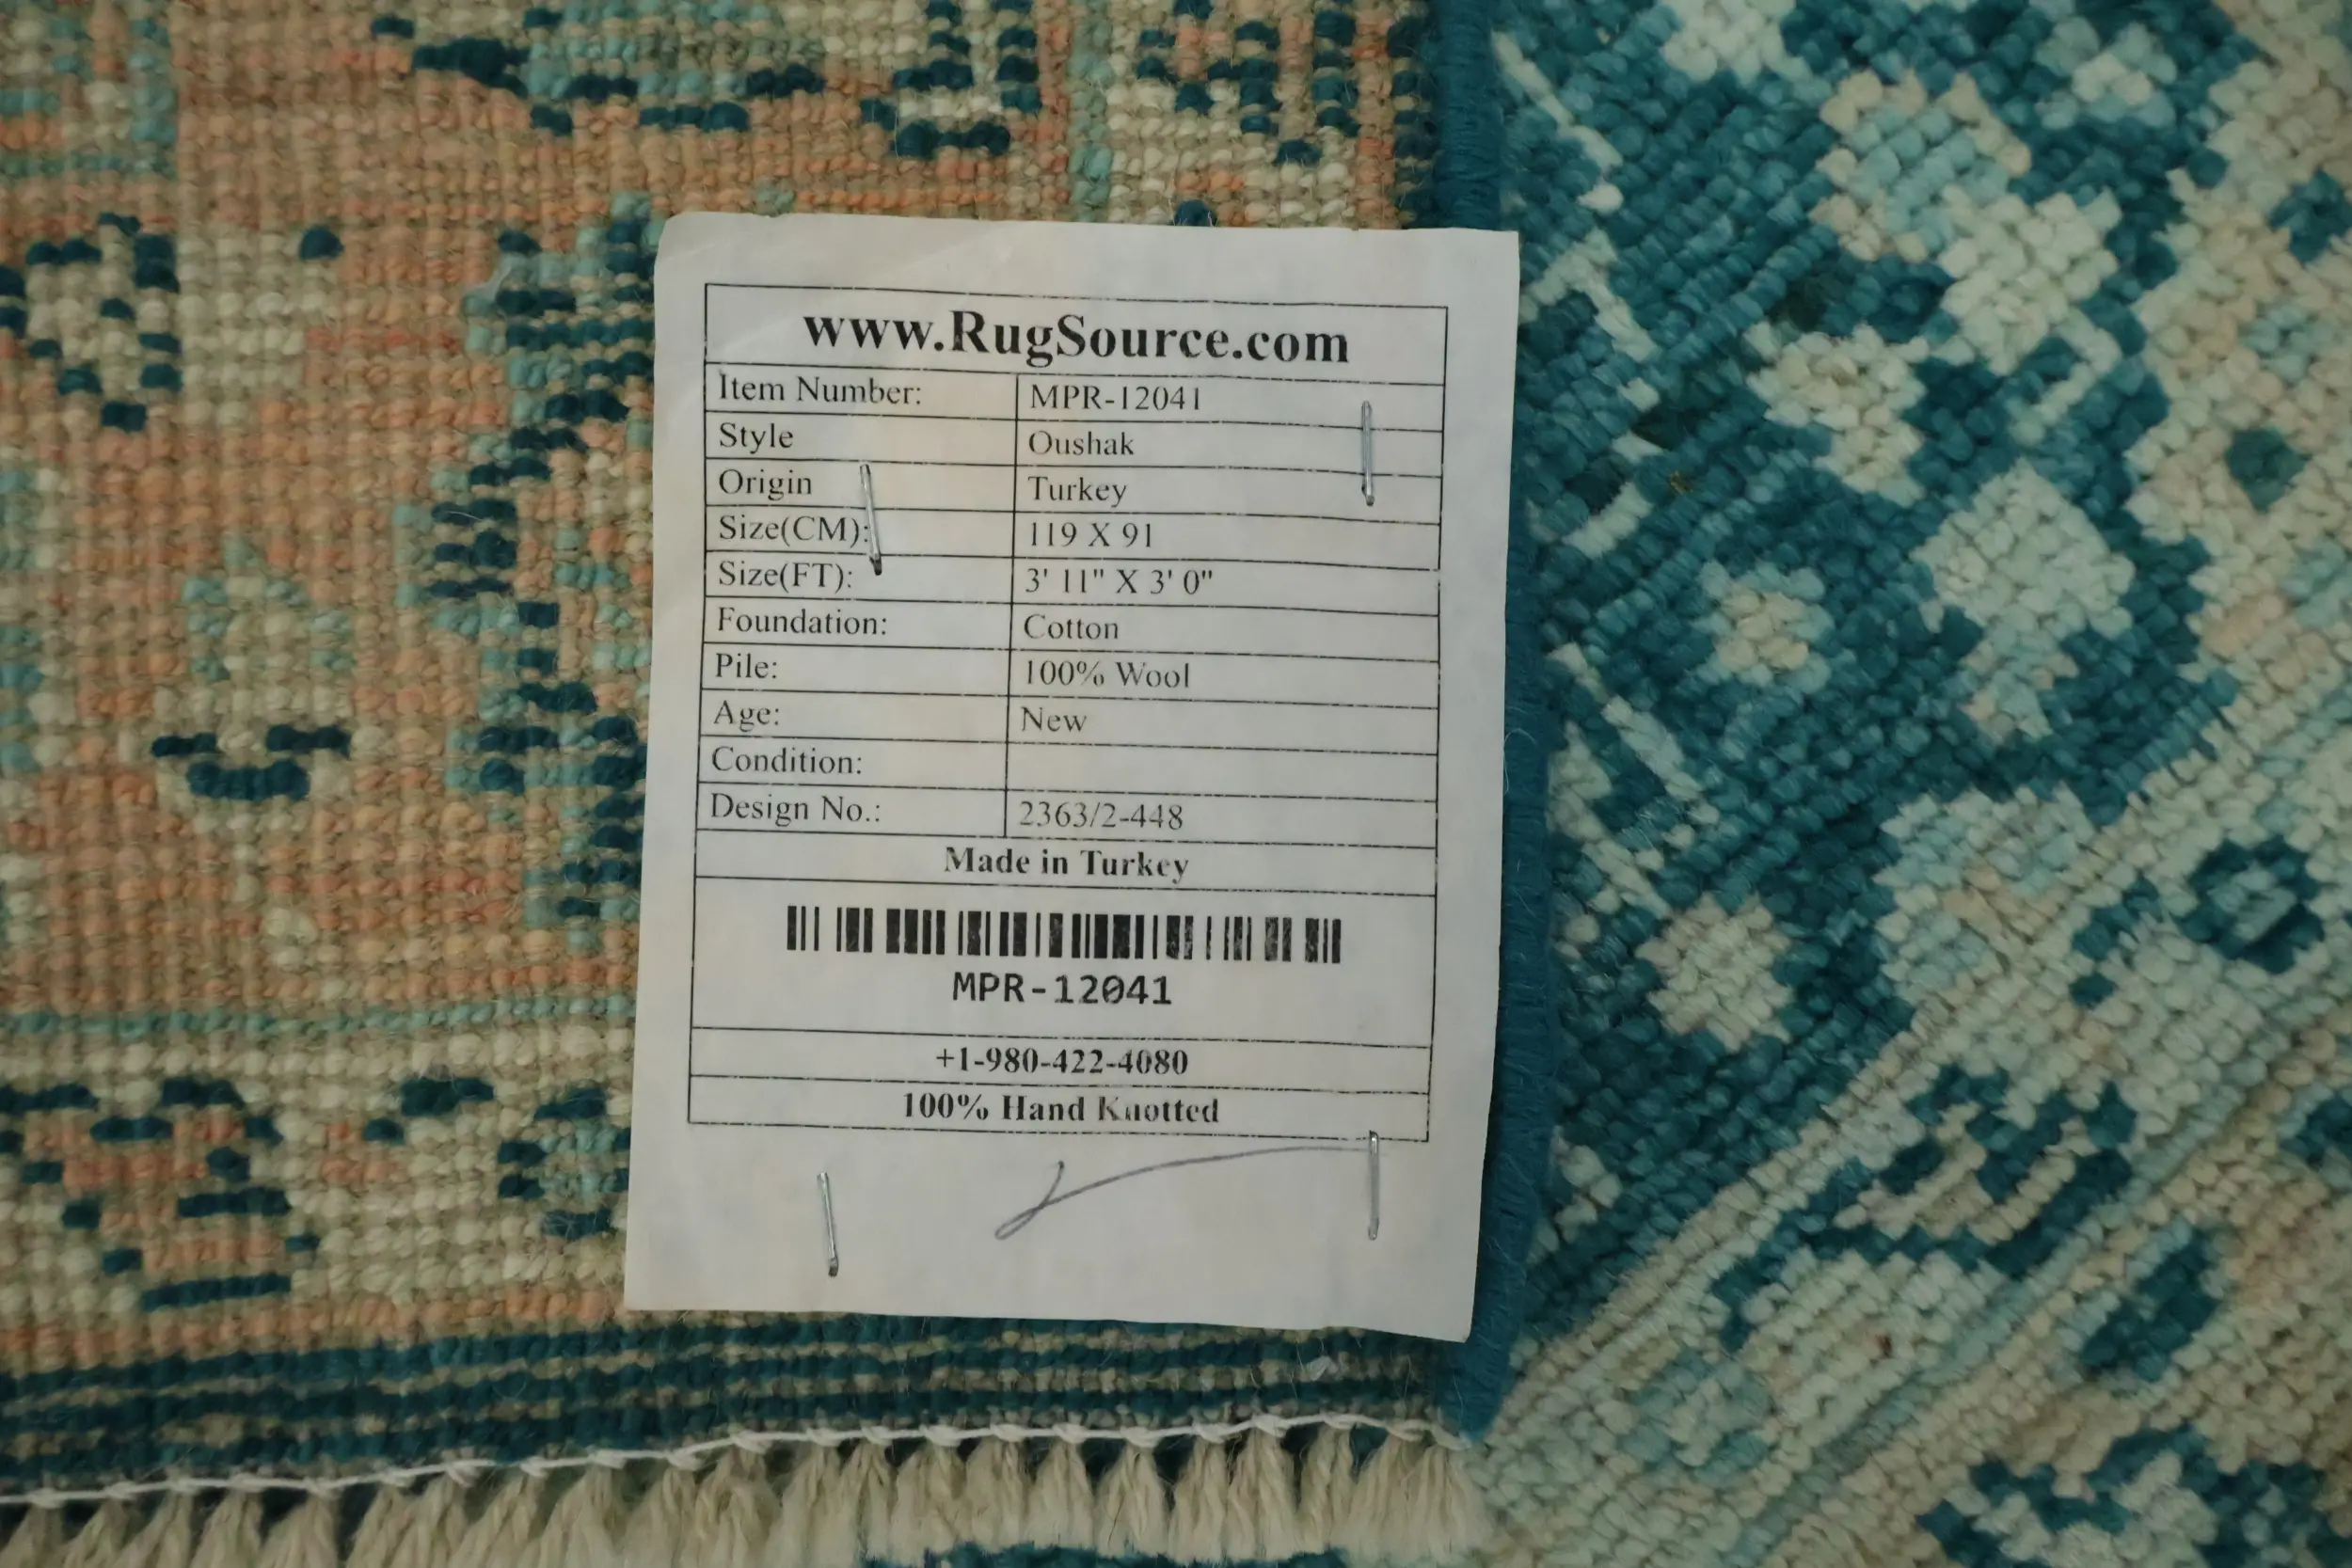 www.RugSource.com
Item Number: MPR-12041
Style Oushak
Origin Turkey
Size(CM): 119 X 91
Size(FT): 3' 11" X 3' 0"
Foundation: Cotton
Pile: 100% Wool
Age: New
Condition:
Design No.: 2363/2-448
Made in Turkey
MPR-12041
+1-980-422-4080
100% Hand Knotted